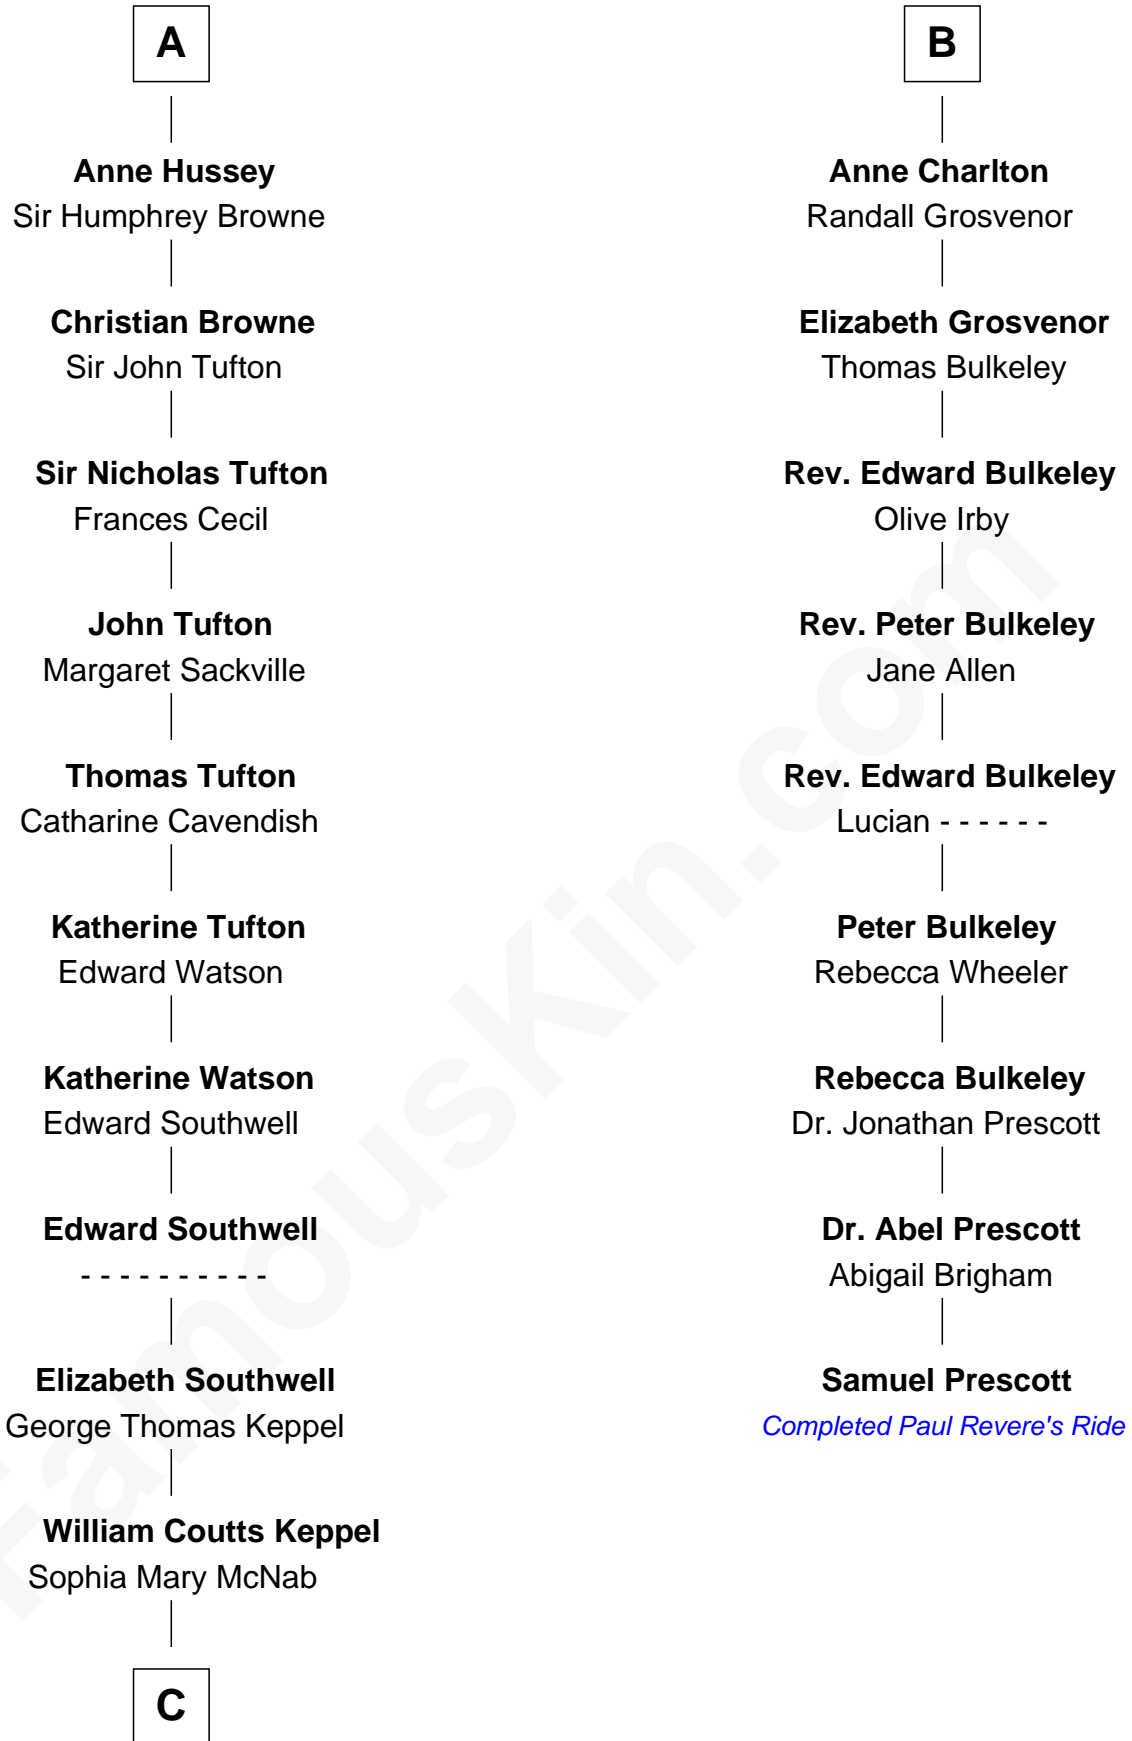 A
Anne Hussey
Sir Humphrey Browne
Christian Browne
Sir John Tufton
Sir Nicholas Tufton
Frances Cecil
John Tufton
Margaret Sackville
Thomas Tufton
Catharine Cavendish
Katherine Tufton
Edward Watson
Katherine Watson
Edward Southwell
Edward Southwell
- - - - - - - - - -
Elizabeth Southwell
George Thomas Keppel
William Coutts Keppel
Sophia Mary McNab
C
B
Anne Charlton
Randall Grosvenor
Elizabeth Grosvenor
Thomas Bulkeley
Rev. Edward Bulkeley
Olive Irby
Rev. Peter Bulkeley
Jane Allen
Rev. Edward Bulkeley
Lucian - - - - - -
Peter Bulkeley
Rebecca Wheeler
Rebecca Bulkeley
Dr. Jonathan Prescott
Dr. Abel Prescott
Abigail Brigham
Samuel Prescott
Completed Paul Revere's Ride
FamousKin.com